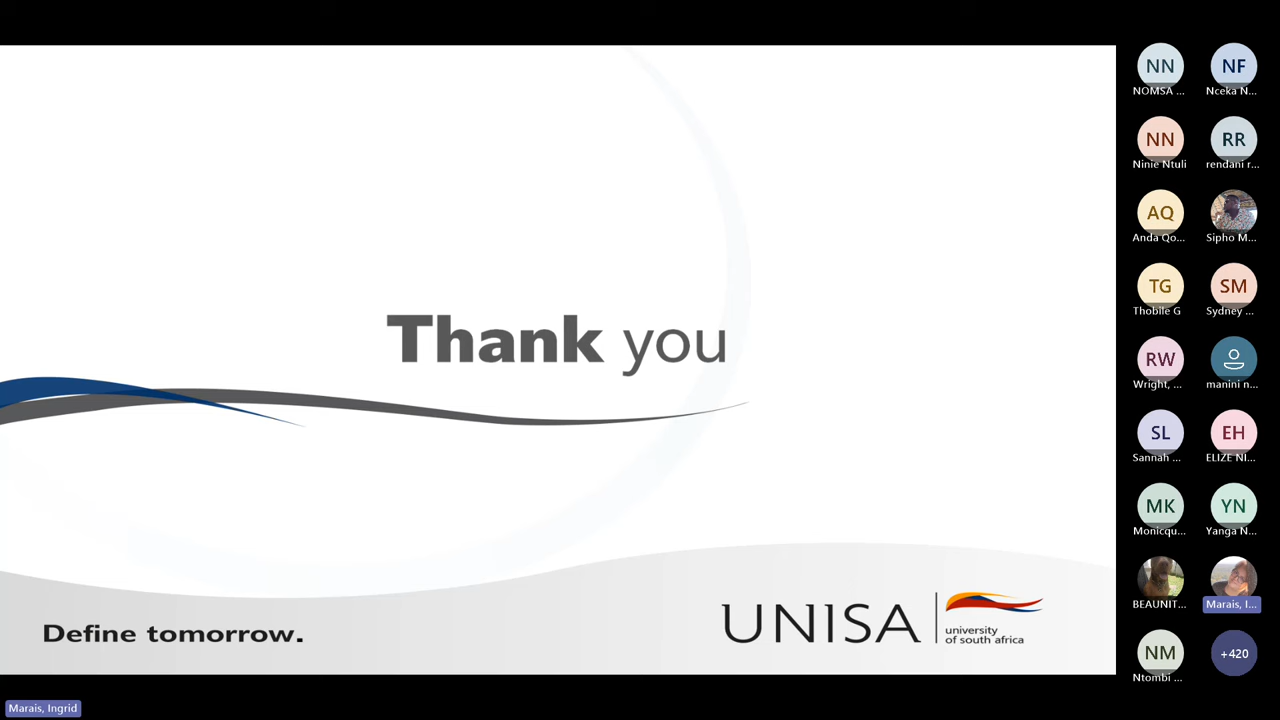 Thank you
Define tomorrow.
UNISA
university
of south africa
NN
NOMSA ...
NF
Nceka N...
NN
Ninie Ntuli
RR
rendani r...
AQ
Anda Qo...
Sipho M...
TG
Thobile G
SM
Sydney ...
RW
Wright, ...
manini n...
SL
Sannah ...
EH
ELIZE NI...
MK
Monicqu...
YN
Yanga N...
BEAUNIT...
Marais, I...
NM
Ntombi ...
+420
Marais, Ingrid